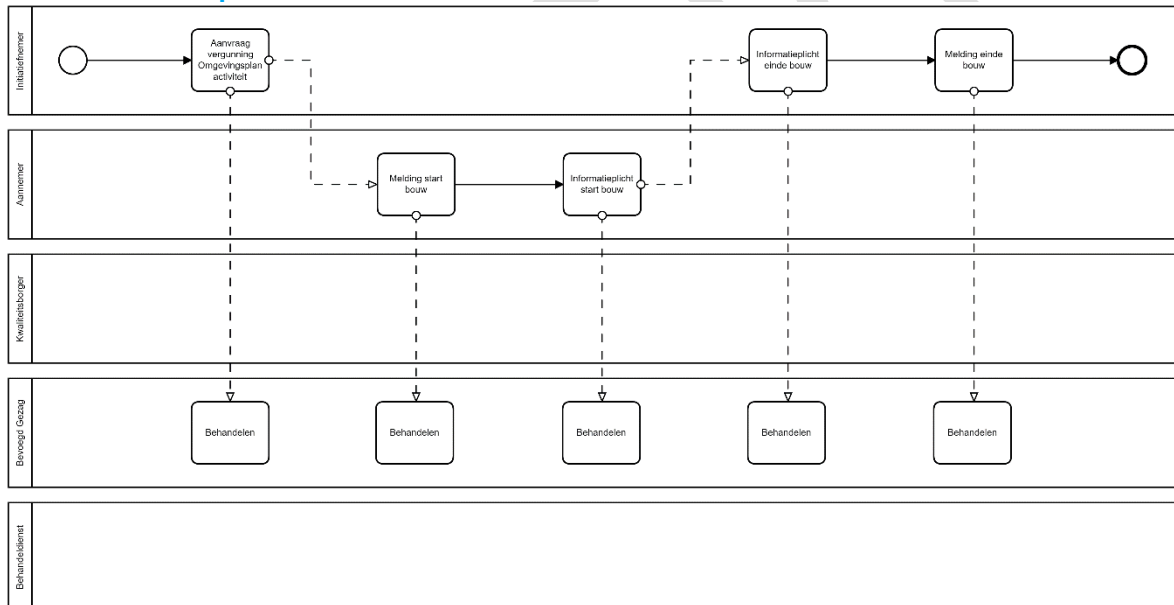 Initiatiefnemer
Aanvraag
vergunning
Omgevingsplan
activiteit
Informatieplicht
einde bouw
Melding einde
bouw
Aannemer
Melding start
bouw
Informatieplicht
start bouw
Kwaliteitsborger
Bevoegd Gezag
Behandelen
Behandelen
Behandelen
Behandelen
Behandelen
Behandeldienst